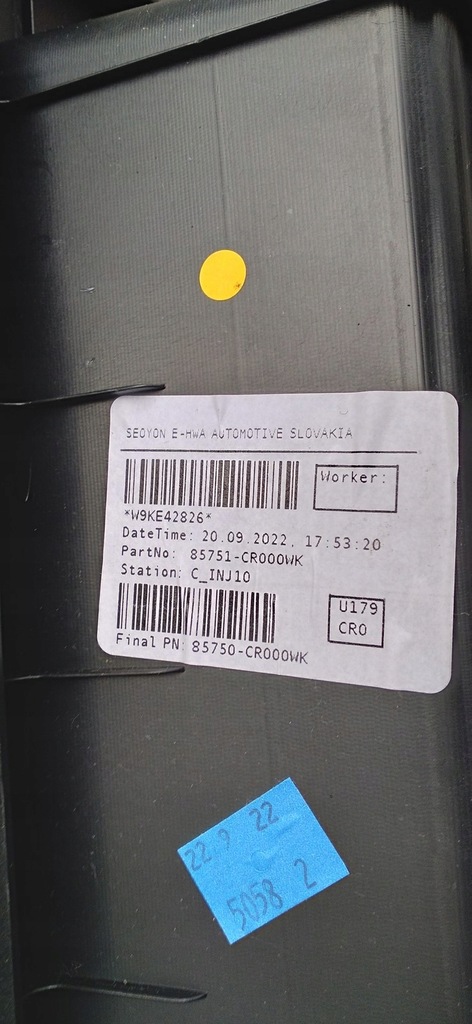 SEOYON E-HWA AUTOMOTIVE SLOVAKIA
Worker:
*W9KE42826*
DateTime: 20.09.2022, 17:53:20
PartNo: 85751-CR000WK
Station: C_INJ10
U179
CR0
Final PN: 85750-CR000WK
22.9 22
5058 2